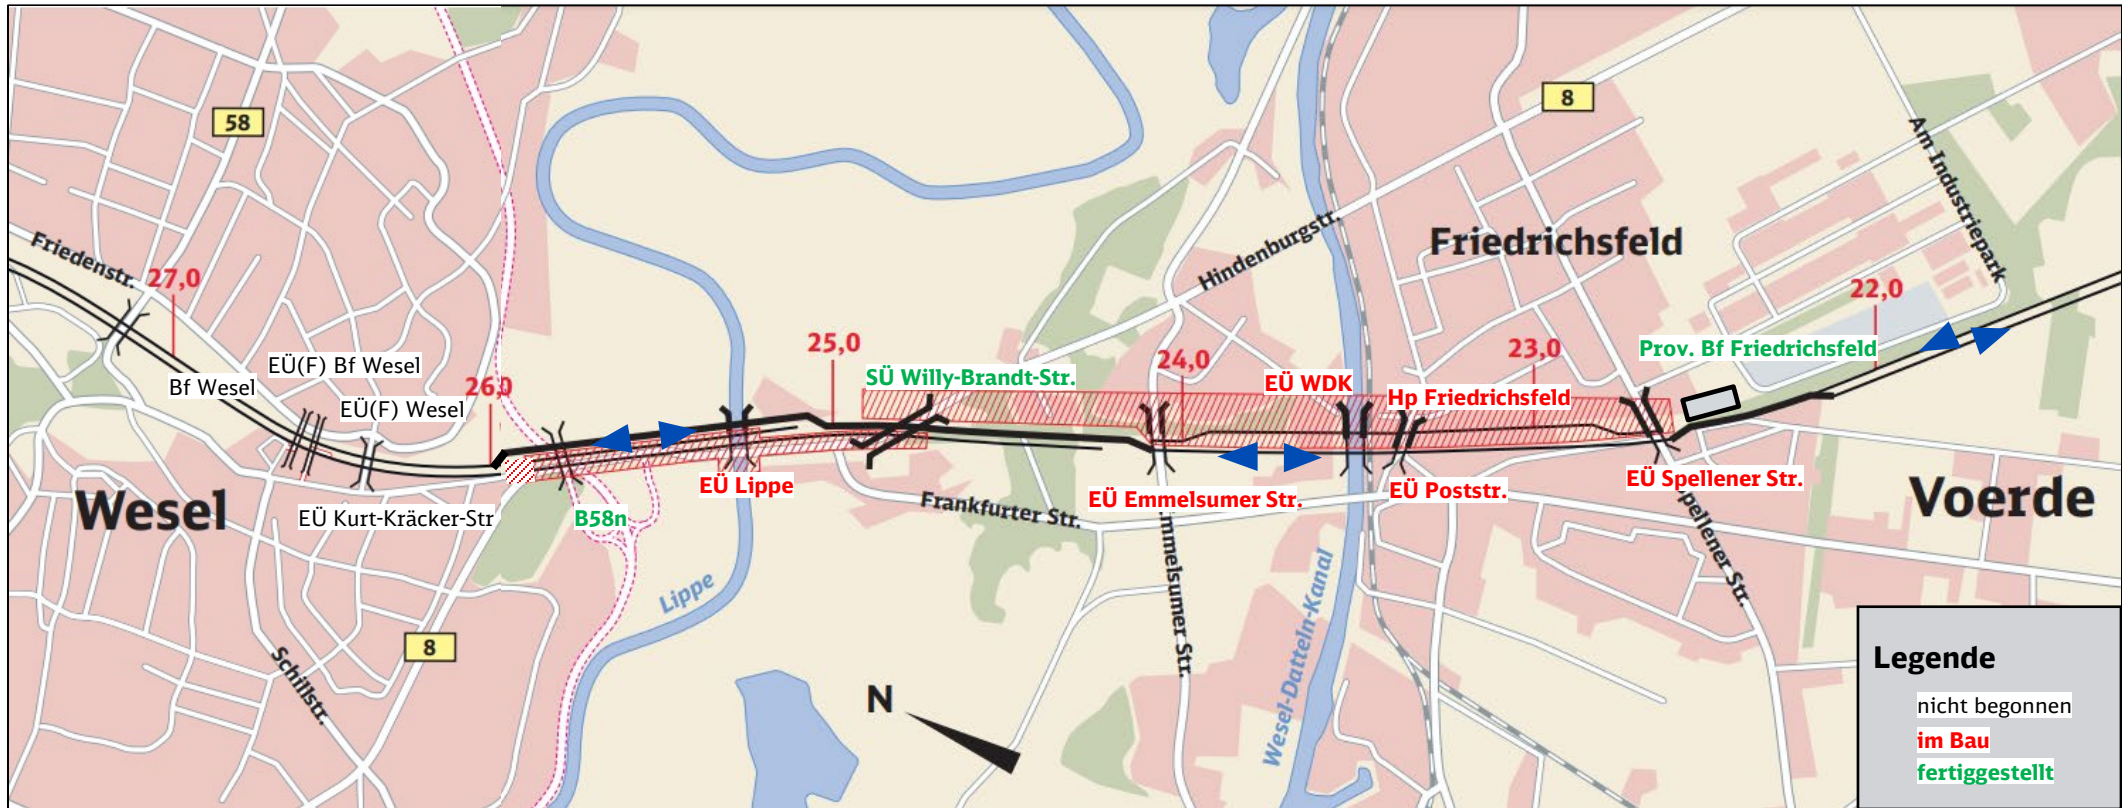 58
8
Am Industriepark
Friedrichsfeld
Hindenburgstr.
Friedenstr.
27,0
22,0
25,0
24,0
23,0
Prov. Bf Friedrichsfeld
EÜ(F) Bf Wesel
Bf Wesel
26,0
SÜ Willy-Brandt-Str.
EÜ WDK
Hp Friedrichsfeld
EÜ(F) Wesel
EÜ Lippe
EÜ Emmelsumer Str.
EÜ Poststr.
EÜ Spellener Str.
Wesel
Voerde
EÜ Kurt-Kräcker-Str
B58n
Frankfurter Str.
mmelsumer Str.
pellener Str.
Lippe
Wesel-Datteln-Kanal
8
Schillstr.
N
Legende
nicht begonnen
im Bau
fertiggestellt